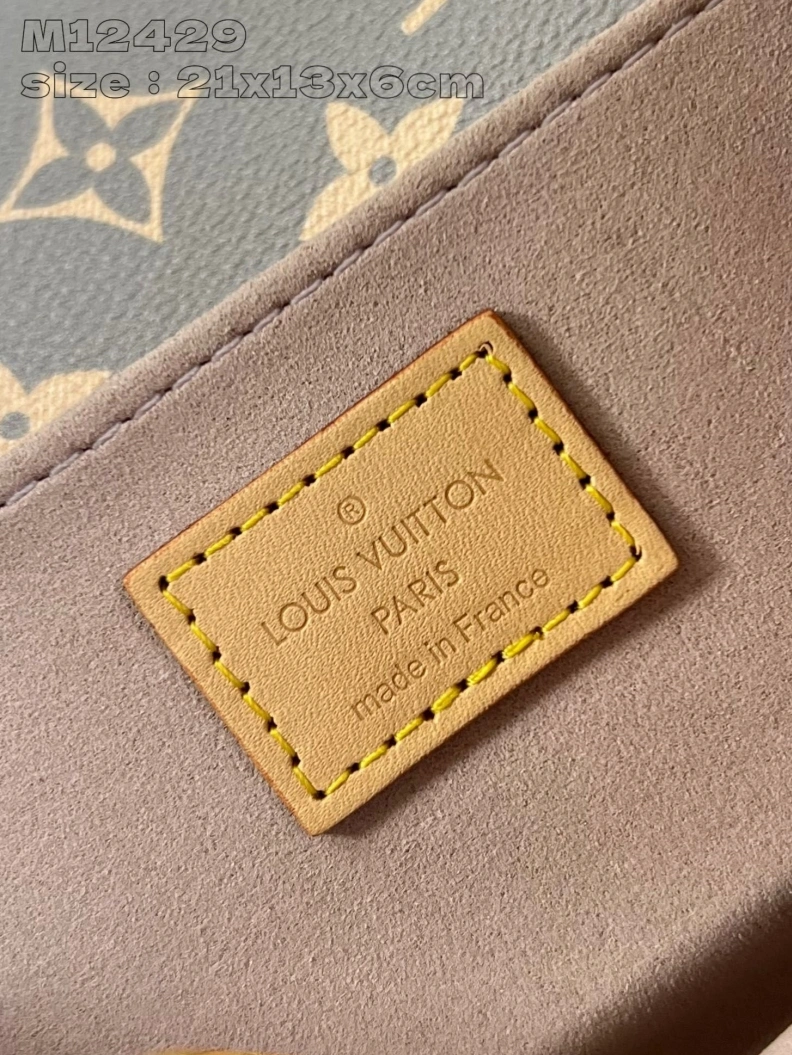 M12429
size : 21x13x6cm
®
LOUIS VUITTON
PARIS
made in France